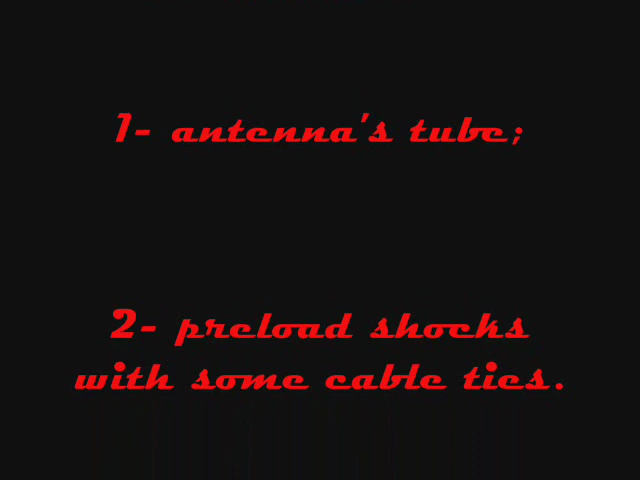 1- antenna's tube;
2- preload shocks
with some cable ties.